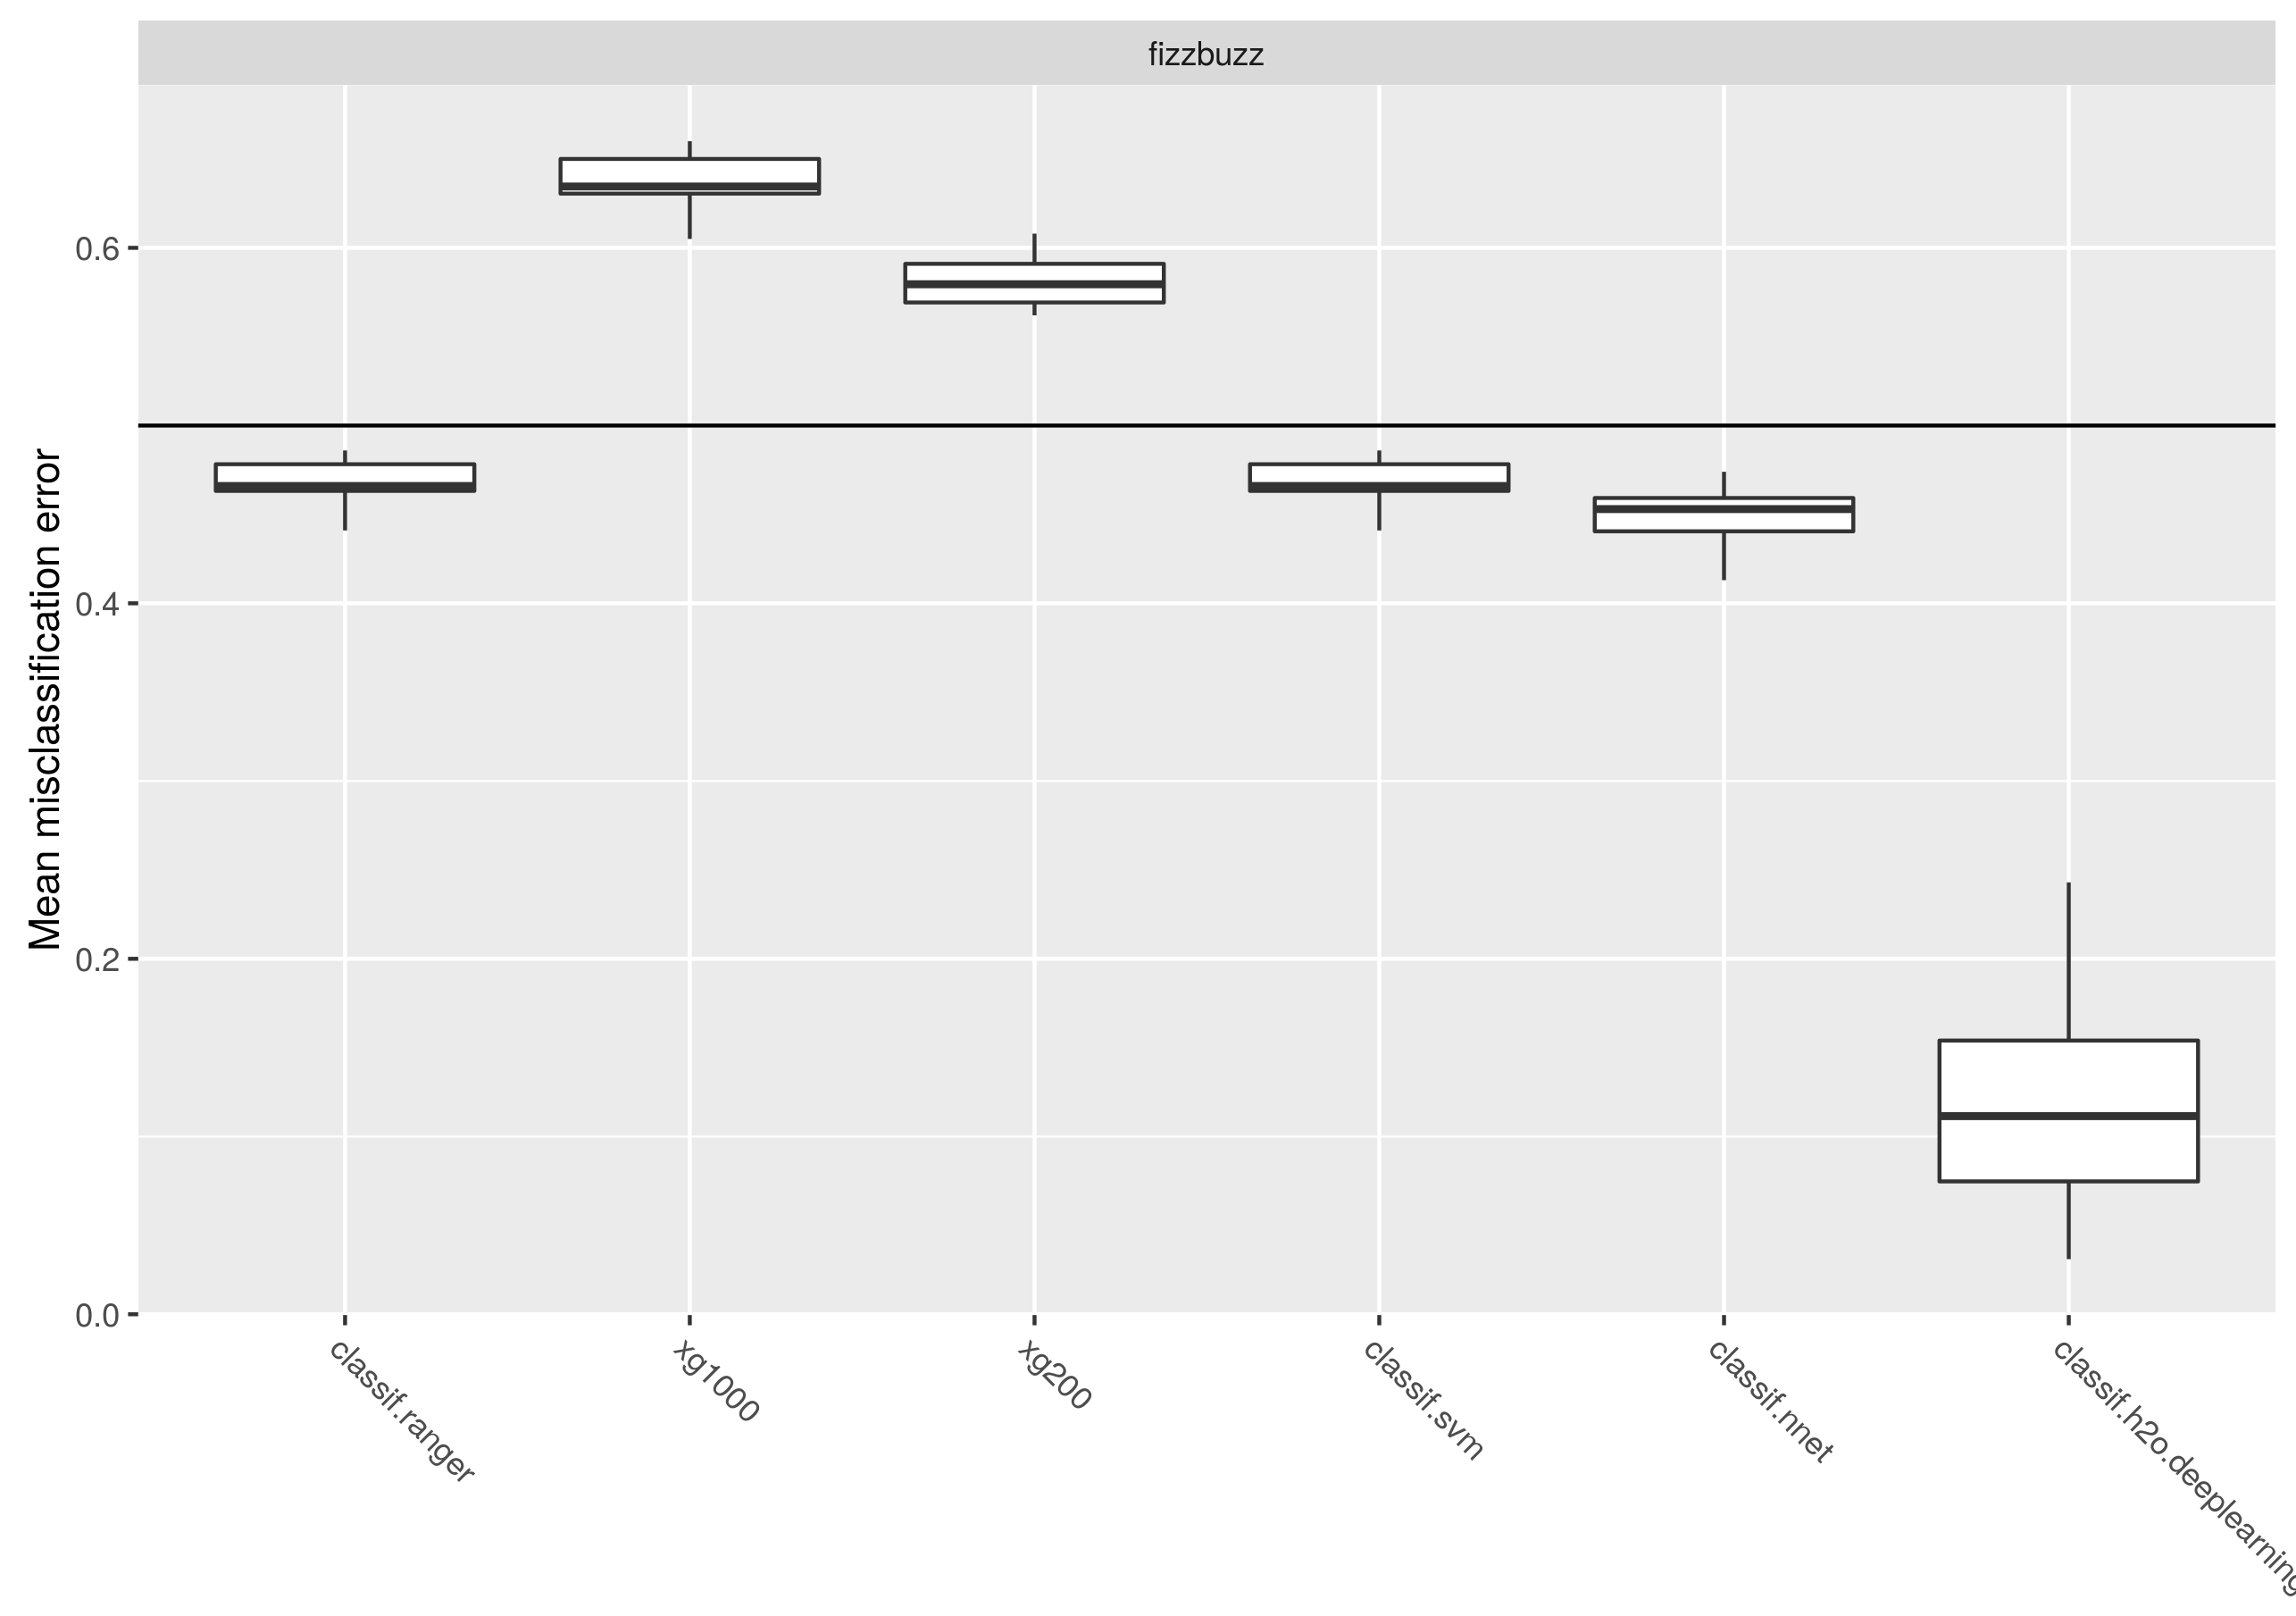 fizzbuzz
Mean misclassification error
0.6
0.4
0.2
0.0
classif.ranger
xg1000
xg200
classif.svm
classif.nnet
classif.h2o.deeplearning